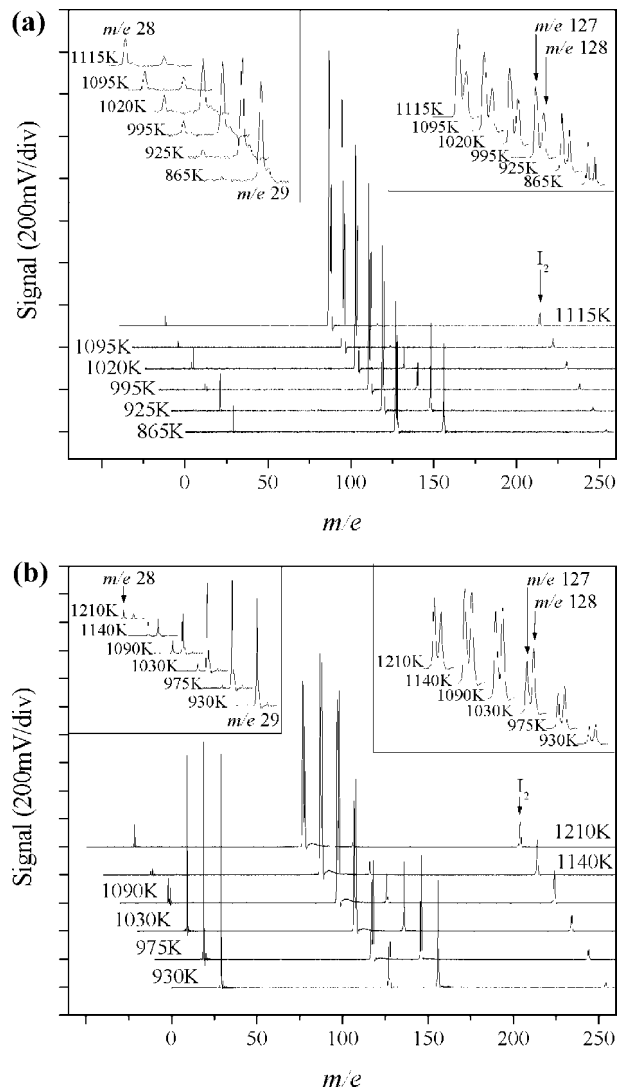 (a)
m/e 28
1115K
1095K
1020K
995K
925K
865K
m/e 29
m/e 127
m/e 128
1115K
1095K
1020K
995K
925K
865K
I2
1115K
1095K
1020K
995K
925K
865K
Signal (200mV/div)
0 50 100 150 200 250
m/e
(b)
m/e 28
1210K
1140K
1090K
1030K
975K
930K
m/e 29
m/e 127
m/e 128
1210K
1140K
1090K
1030K
975K
930K
I2
1210K
1140K
1090K
1030K
975K
930K
Signal (200mV/div)
0 50 100 150 200 250
m/e